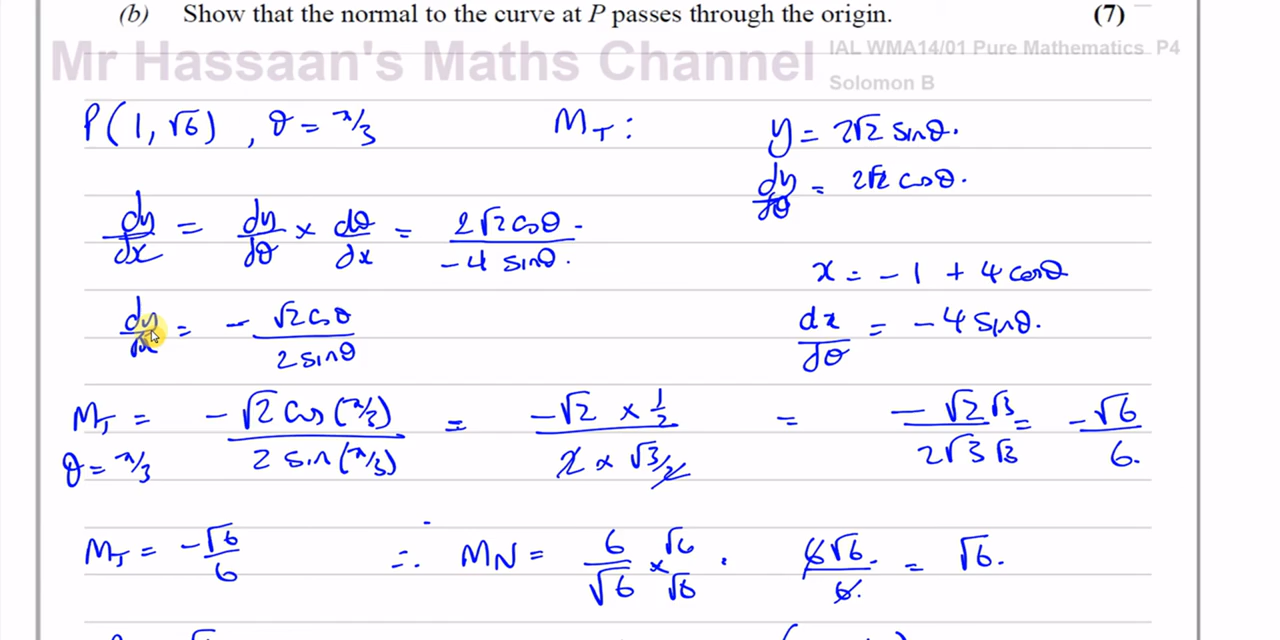 (b) Show that the normal to the curve at P passes through the origin. (7)
Mr Hassaan's Maths Channel IAL WMA14/01 Pure Mathematics P4
Solomon B
P(1, √6), θ = π/3 M_T : y = 2√2 sinθ.
dy/dθ = 2√2 cosθ.
dy/dx = dy/dθ × dθ/dx = 2√2 cosθ / -4 sinθ.
x = -1 + 4cosθ
dy/dx = - √2 cosθ / 2 sinθ
dx/dθ = -4 sinθ.
M_T = -√2 cos(π/3) / 2 sin(π/3) = -√2 × 1/2 / 2 × √3/2 = -√2 √3 / 2√3 √3 = -√6/6.
θ = π/3
M_T = -√6/6 ∴ MN = 6/√6 × √6/√6 . 6√6/6. = √6.